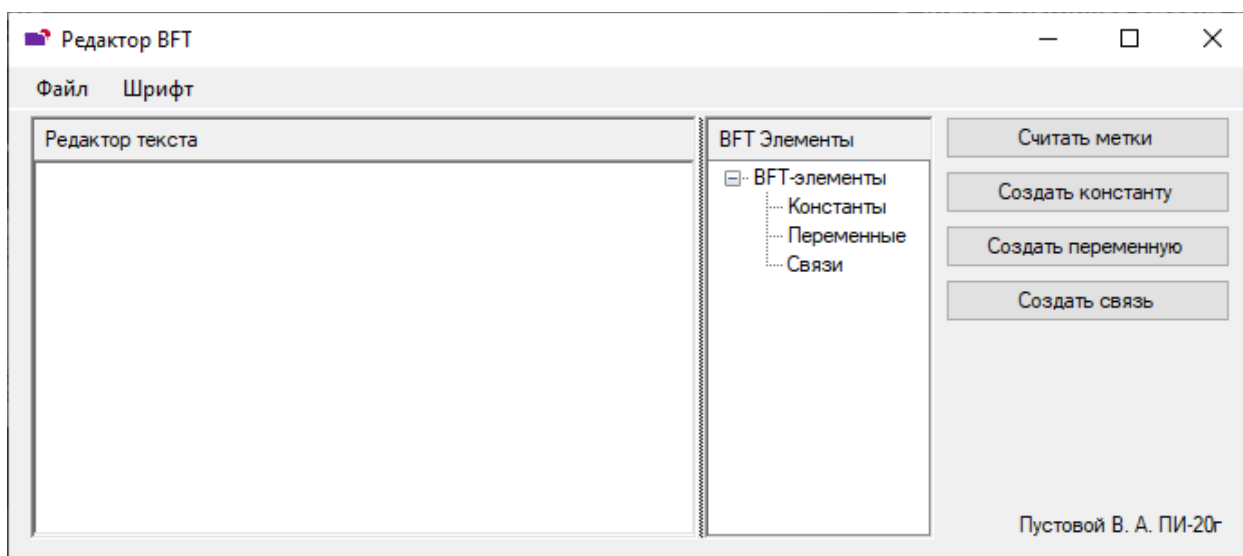 Редактор BFT
Файл Шрифт
Редактор текста
BFT Элементы
BFT-элементы
Константы
Переменные
Связи
Считать метки
Создать константу
Создать переменную
Создать связь
Пустовой В. А. ПИ-20г